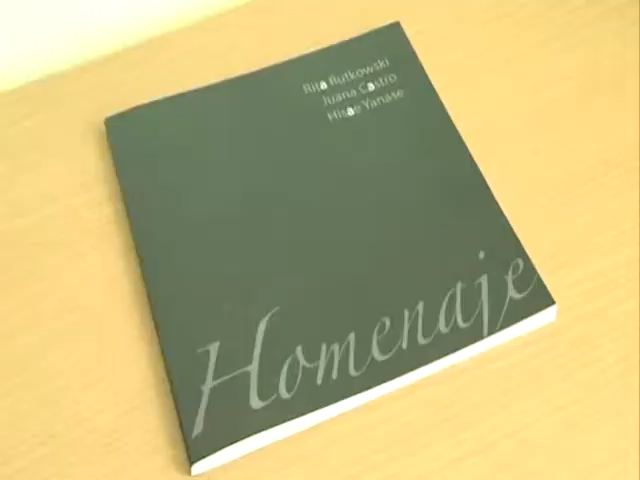 Rita Rutkowski
Juana Castro
Hisae Yanase
Homenaje